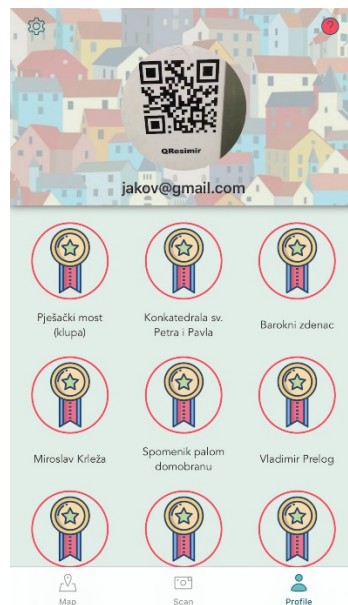 ?
QResimir
jakov@gmail.com
Pješački most
(klupa)
Konkatedrala sv.
Petra i Pavla
Barokni zdenac
Miroslav Krleža
Spomenik palom
domobranu
Vladimir Prelog
Map
Scan
Profile